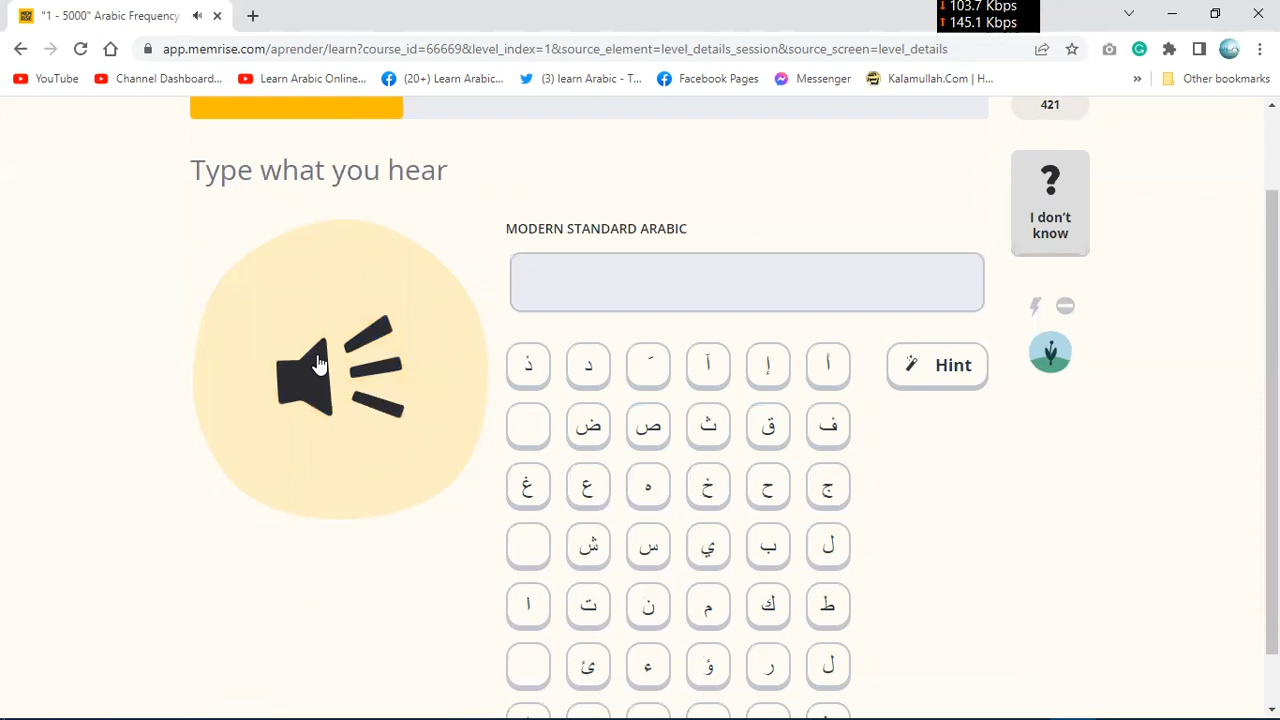 "1 - 5000" Arabic Frequency
↓ 103.7 Kbps
↑ 145.1 Kbps
app.memrise.com/aprender/learn?course_id=68669&level_index=1&source_element=level_details_session&source_screen=level_details
YouTube Channel Dashboard... Learn Arabic Online... (20+) Learn Arabic... (3) learn Arabic - T... Facebook Pages Messenger Kalamullah.Com | H... » Other bookmarks
421
Type what you hear
?
I don't
know
MODERN STANDARD ARABIC
ذ د َ آ إ أ
Hint
ض ص ث ق ف
غ ع ه خ ح ج
ش س ي ب ل
ا ت ن م ك ط
ئ ء ؤ ر ل